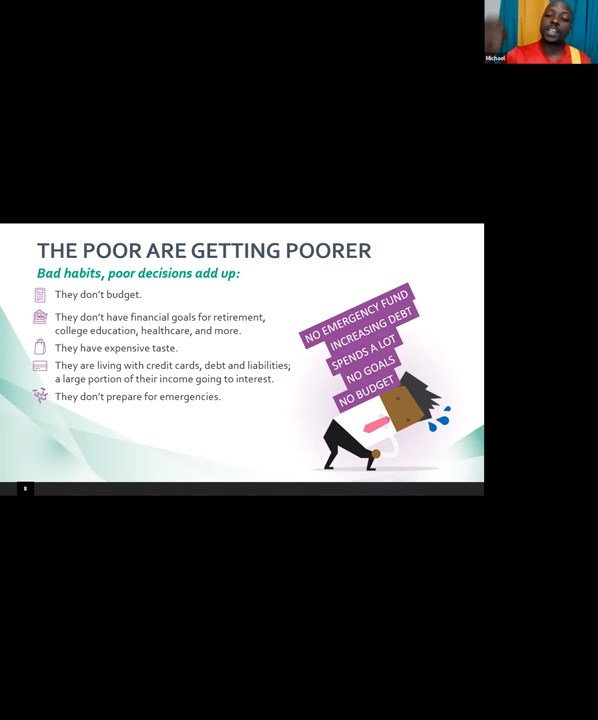 Michael
THE POOR ARE GETTING POORER
Bad habits, poor decisions add up:
They don't budget.
They don't have financial goals for retirement,
college education, healthcare, and more.
They have expensive taste.
They are living with credit cards, debt and liabilities;
a large portion of their income going to interest.
They don't prepare for emergencies.
NO EMERGENCY FUND
INCREASING DEBT
SPENDS A LOT
NO GOALS
NO BUDGET
8